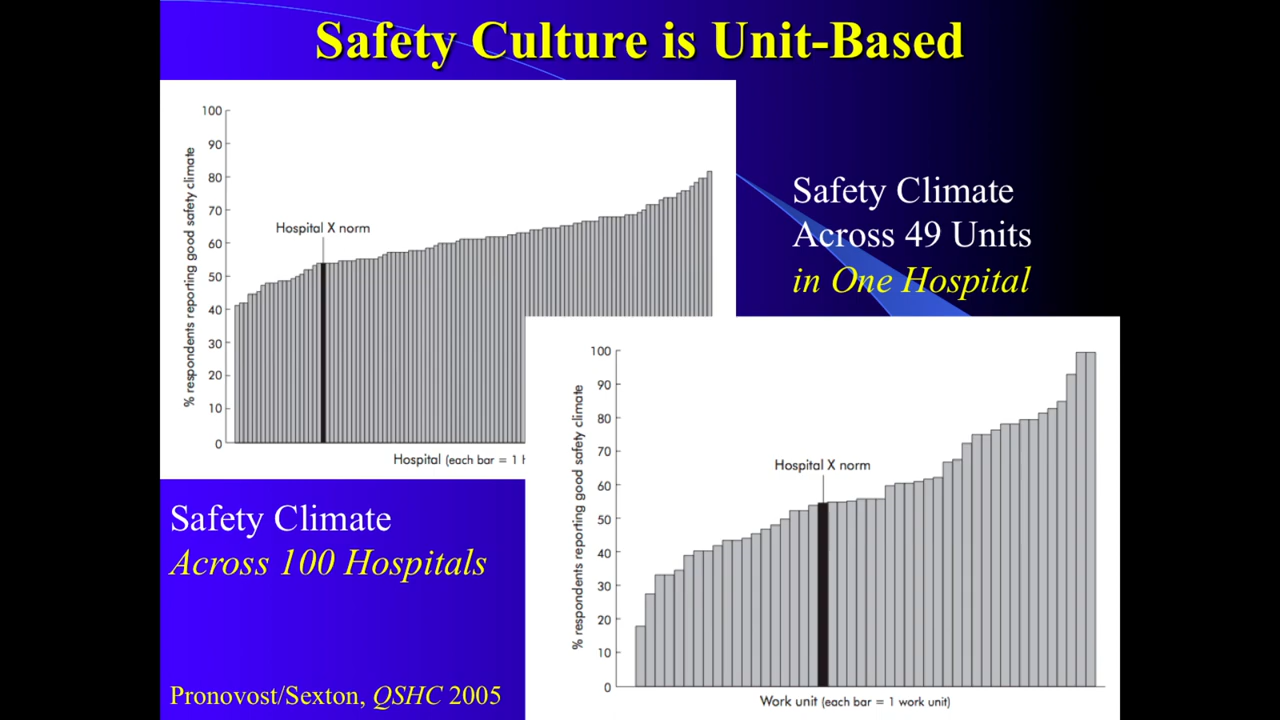 Safety Culture is Unit-Based
% respondents reporting good safety climate
100
90
80
70
60
50
40
30
20
10
0
Hospital X norm
Hospital (each bar = 1 h
Safety Climate
Across 49 Units
in One Hospital
% respondents reporting good safety climate
100
90
80
70
60
50
40
30
20
10
0
Hospital X norm
Work unit (each bar = 1 work unit)
Safety Climate
Across 100 Hospitals
Pronovost/Sexton, QSHC 2005